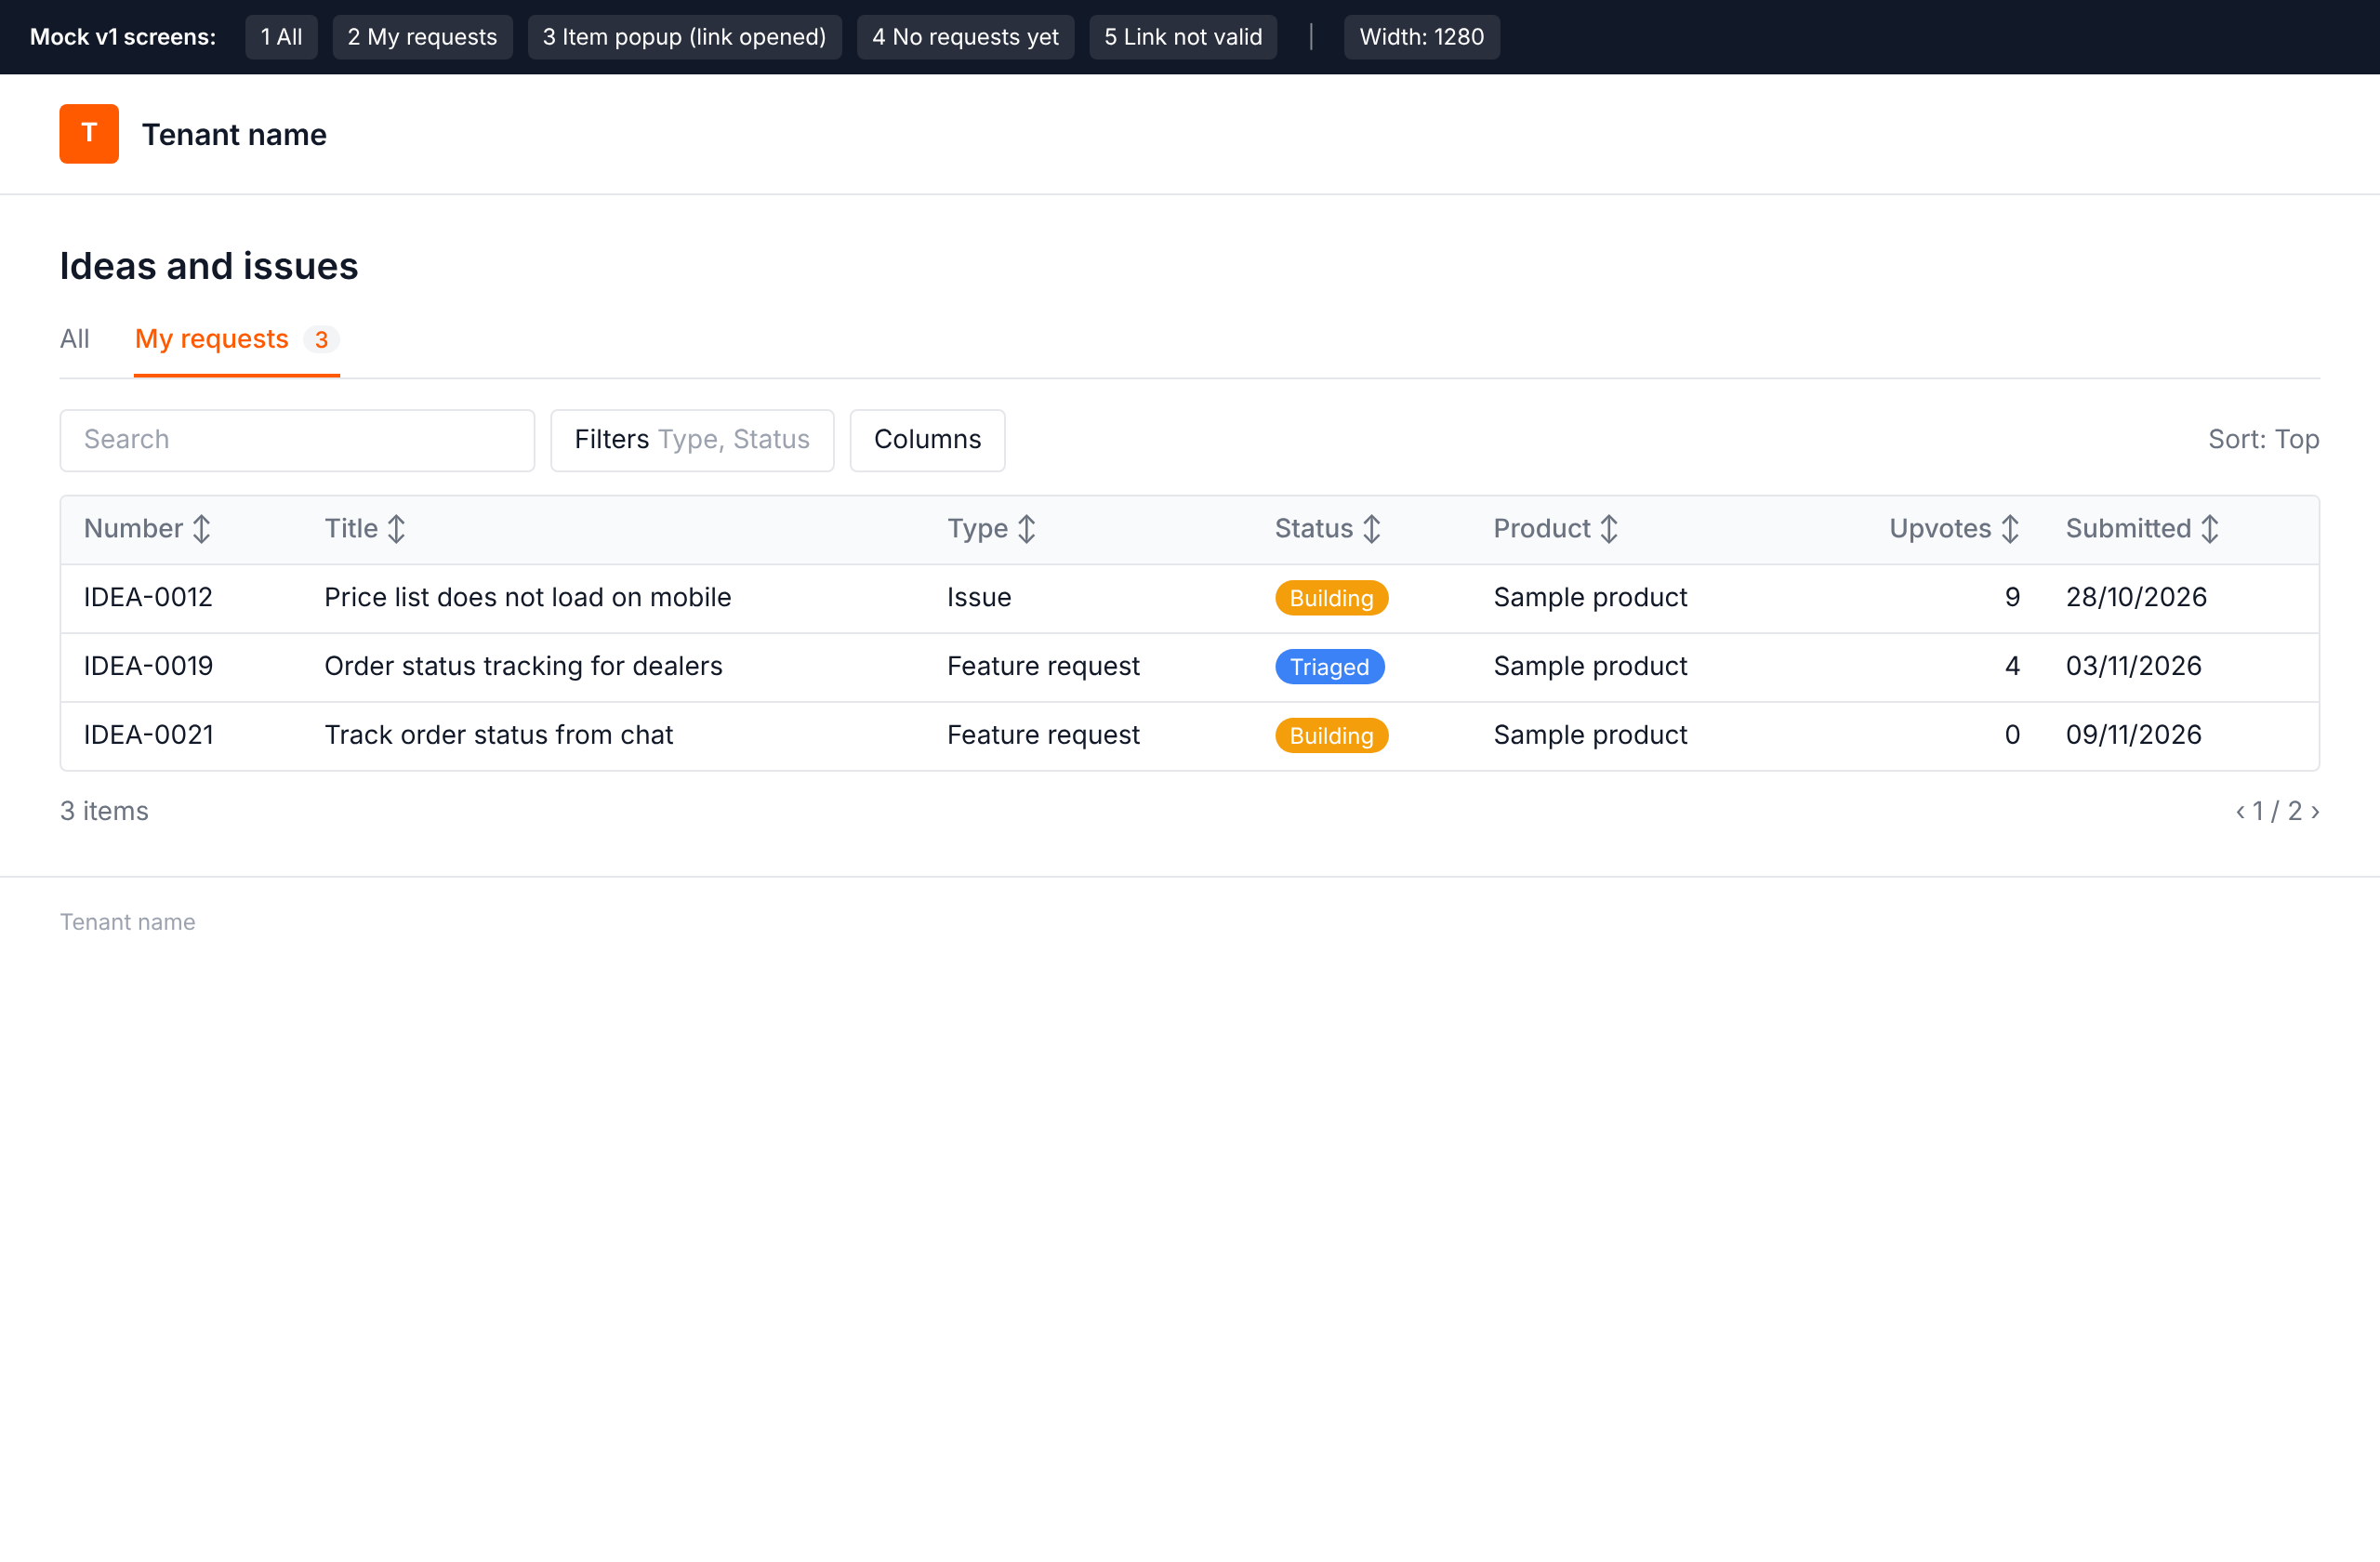 Mock v1 screens: 1 All 2 My requests 3 Item popup (link opened) 4 No requests yet 5 Link not valid | Width: 1280
T Tenant name
Ideas and issues
All My requests 3
Search Filters Type, Status Columns Sort: Top
Number ↕ Title ↕ Type ↕ Status ↕ Product ↕ Upvotes ↕ Submitted ↕
IDEA-0012 Price list does not load on mobile Issue Building Sample product 9 28/10/2026
IDEA-0019 Order status tracking for dealers Feature request Triaged Sample product 4 03/11/2026
IDEA-0021 Track order status from chat Feature request Building Sample product 0 09/11/2026
3 items ‹ 1 / 2 ›
Tenant name